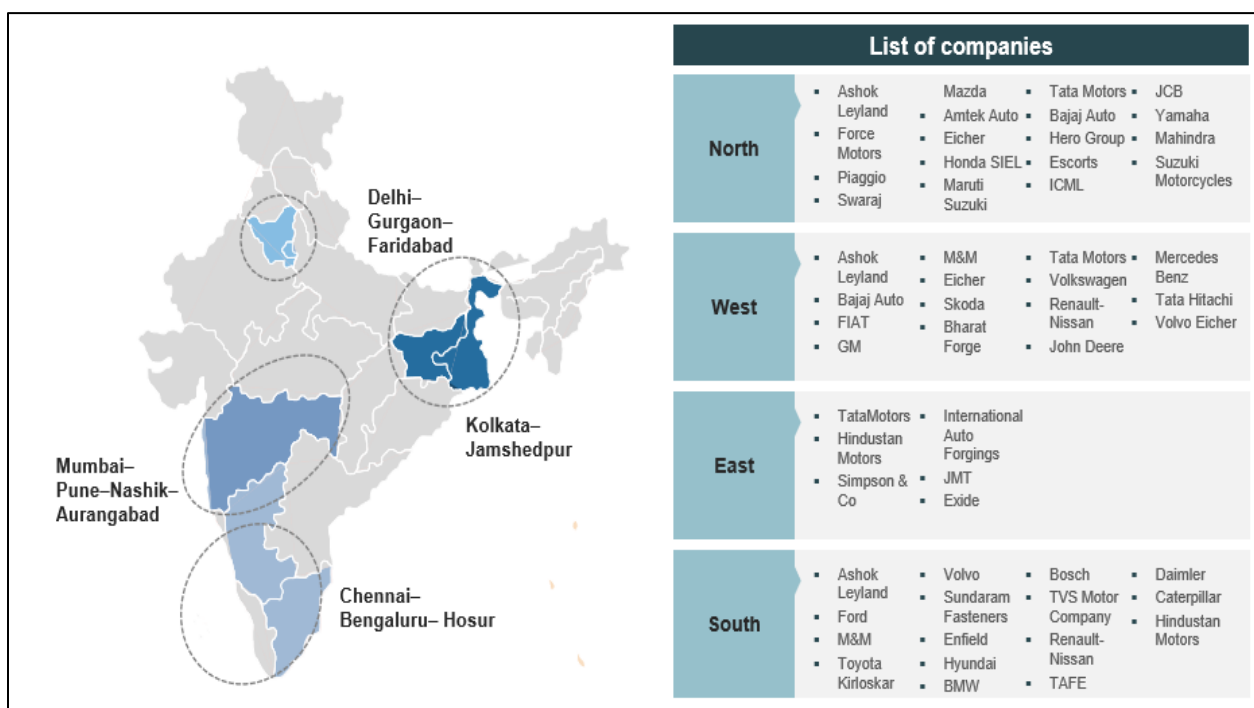 Delhi–
Gurgaon–
Faridabad
Kolkata–
Jamshedpur
Mumbai–
Pune–Nashik–
Aurangabad
Chennai–
Bengaluru– Hosur
List of companies
North
▪ Ashok
Leyland
▪ Force
Motors
▪ Piaggio
▪ Swaraj
Mazda
▪ Amtek Auto
▪ Eicher
▪ Honda SIEL
▪ Maruti
Suzuki
▪ Tata Motors
▪ Bajaj Auto
▪ Hero Group
▪ Escorts
▪ ICML
▪ JCB
▪ Yamaha
▪ Mahindra
▪ Suzuki
Motorcycles
West
▪ Ashok
Leyland
▪ Bajaj Auto
▪ FIAT
▪ GM
▪ M&M
▪ Eicher
▪ Skoda
▪ Bharat
Forge
▪ Tata Motors
▪ Volkswagen
▪ Renault-
Nissan
▪ John Deere
▪ Mercedes
Benz
▪ Tata Hitachi
▪ Volvo Eicher
East
▪ TataMotors
▪ Hindustan
Motors
▪ Simpson &
Co
▪ International
Auto
Forgings
▪ JMT
▪ Exide
South
▪ Ashok
Leyland
▪ Ford
▪ M&M
▪ Toyota
Kirloskar
▪ Volvo
▪ Sundaram
Fasteners
▪ Enfield
▪ Hyundai
▪ BMW
▪ Bosch
▪ TVS Motor
Company
▪ Renault-
Nissan
▪ TAFE
▪ Daimler
▪ Caterpillar
▪ Hindustan
Motors